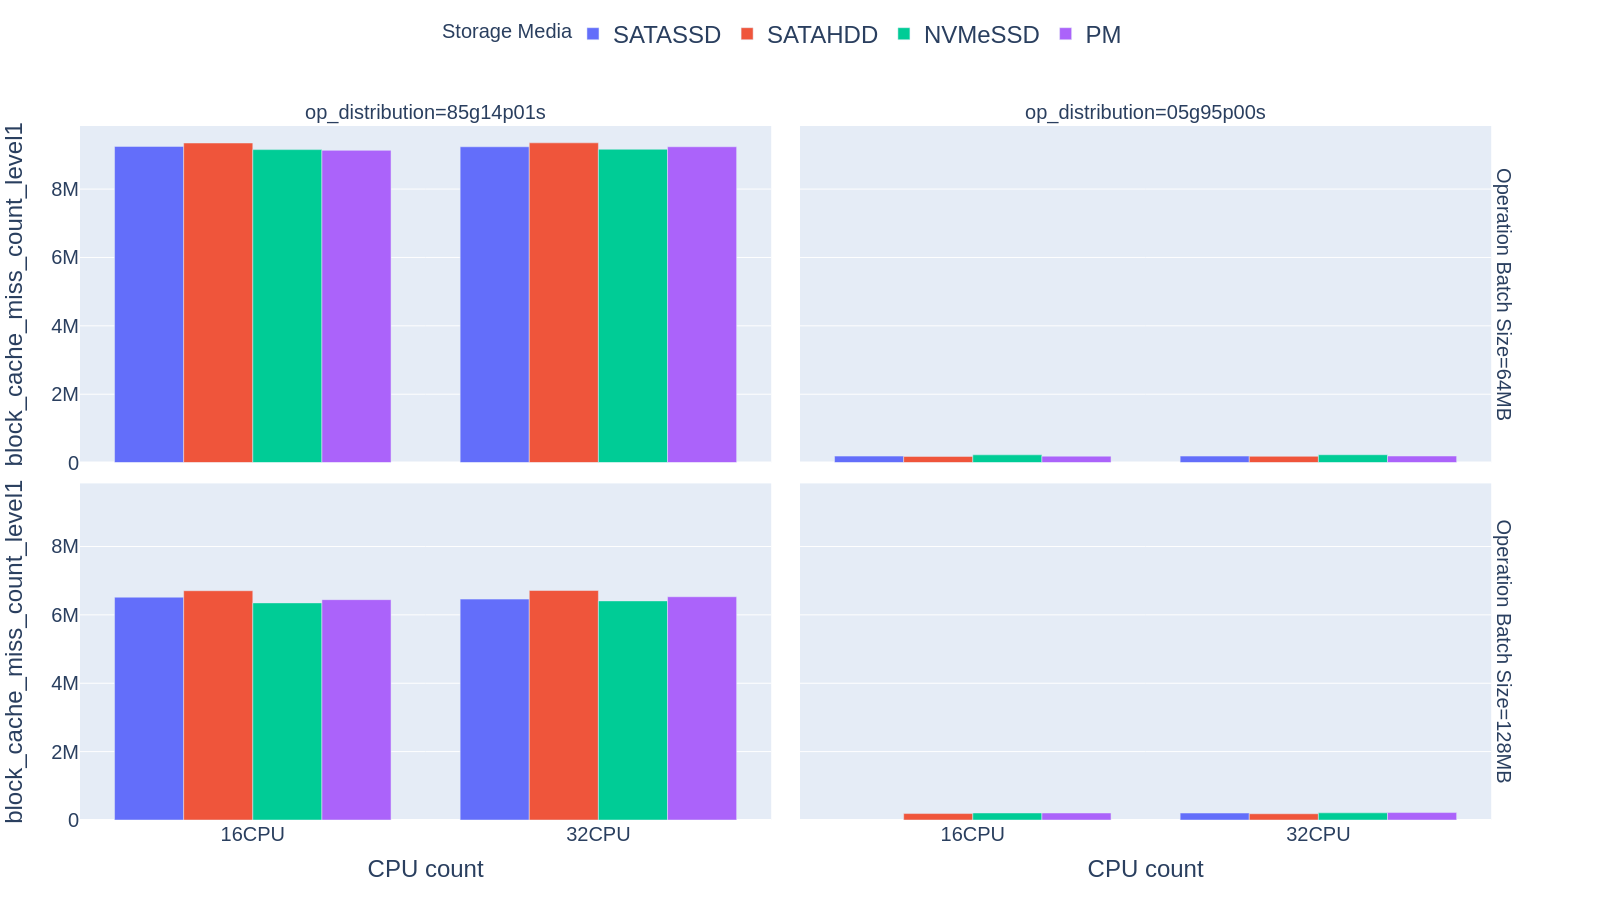 Storage Media SATASSD SATAHDD NVMeSSD PM
op_distribution=85g14p01s
op_distribution=05g95p00s
block_cache_miss_count_level1
8M
6M
4M
2M
0
Operation Batch Size=64MB
block_cache_miss_count_level1
8M
6M
4M
2M
0
Operation Batch Size=128MB
16CPU 32CPU
16CPU 32CPU
CPU count
CPU count